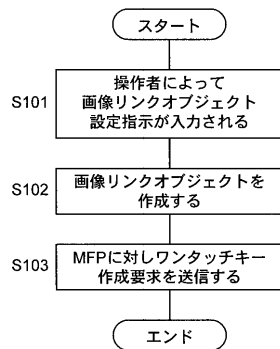 スタート
S101
操作者によって
画像リンクオブジェクト
設定指示が入力される
S102
画像リンクオブジェクトを
作成する
S103
MFPに対しワンタッチキー
作成要求を送信する
エンド